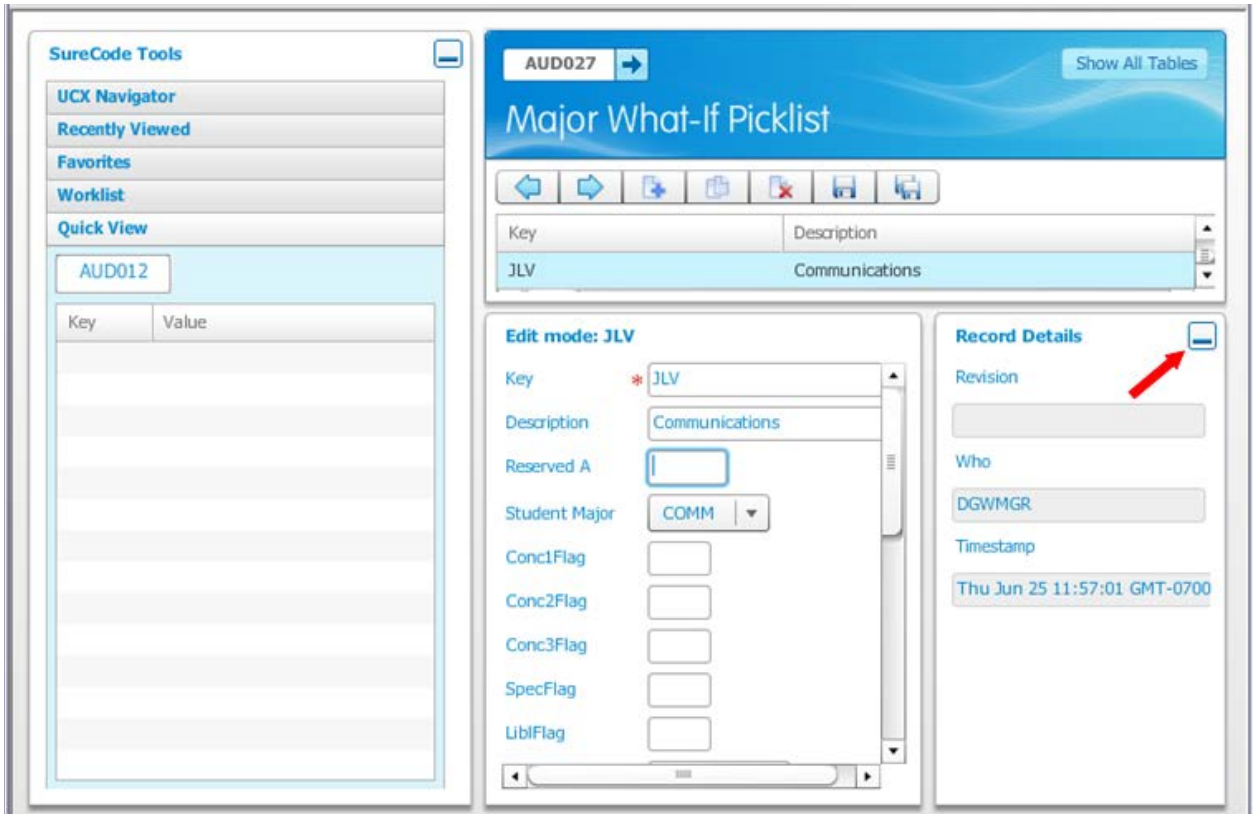 SureCode Tools
UCX Navigator
Recently Viewed
Favorites
Worklist
Quick View
AUD012
Key Value
AUD027
Show All Tables
Major What-If Picklist
Key Description
JLV Communications
Edit mode: JLV
Key * JLV
Description Communications
Reserved A
Student Major COMM
Conc1Flag
Conc2Flag
Conc3Flag
SpecFlag
LiblFlag
Record Details
Revision
Who
DGWMGR
Timestamp
Thu Jun 25 11:57:01 GMT-0700